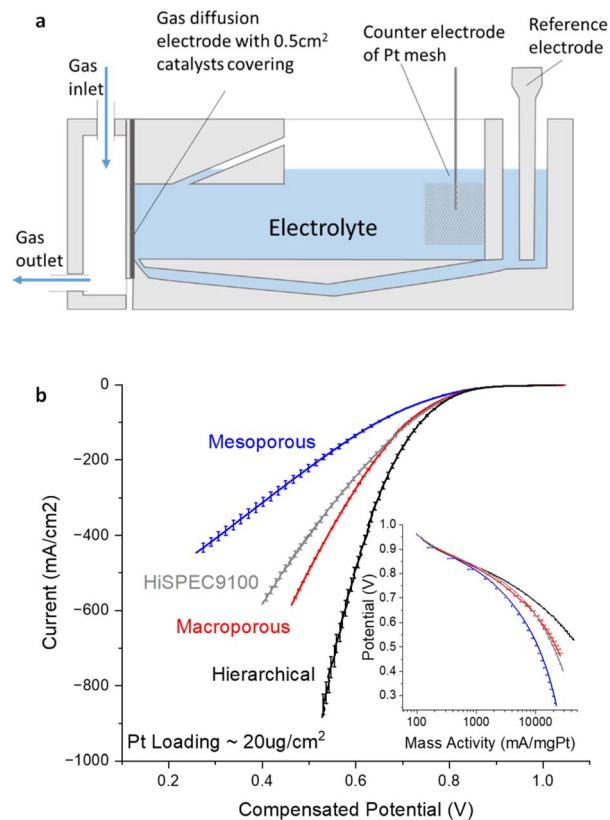 a
Gas diffusion
electrode with 0.5cm²
catalysts covering
Counter electrode
of Pt mesh
Reference
electrode
Gas
inlet
Electrolyte
Gas
outlet
b
0
−200
−400
−600
−800
−1000
Current (mA/cm2)
Mesoporous
HiSPEC9100
Macroporous
Hierarchical
Pt Loading ~ 20ug/cm²
0.2 0.4 0.6 0.8 1.0
Compensated Potential (V)
1.0
0.9
0.8
0.7
0.6
0.5
0.4
0.3
Potential (V)
100 1000 10000
Mass Activity (mA/mgPt)